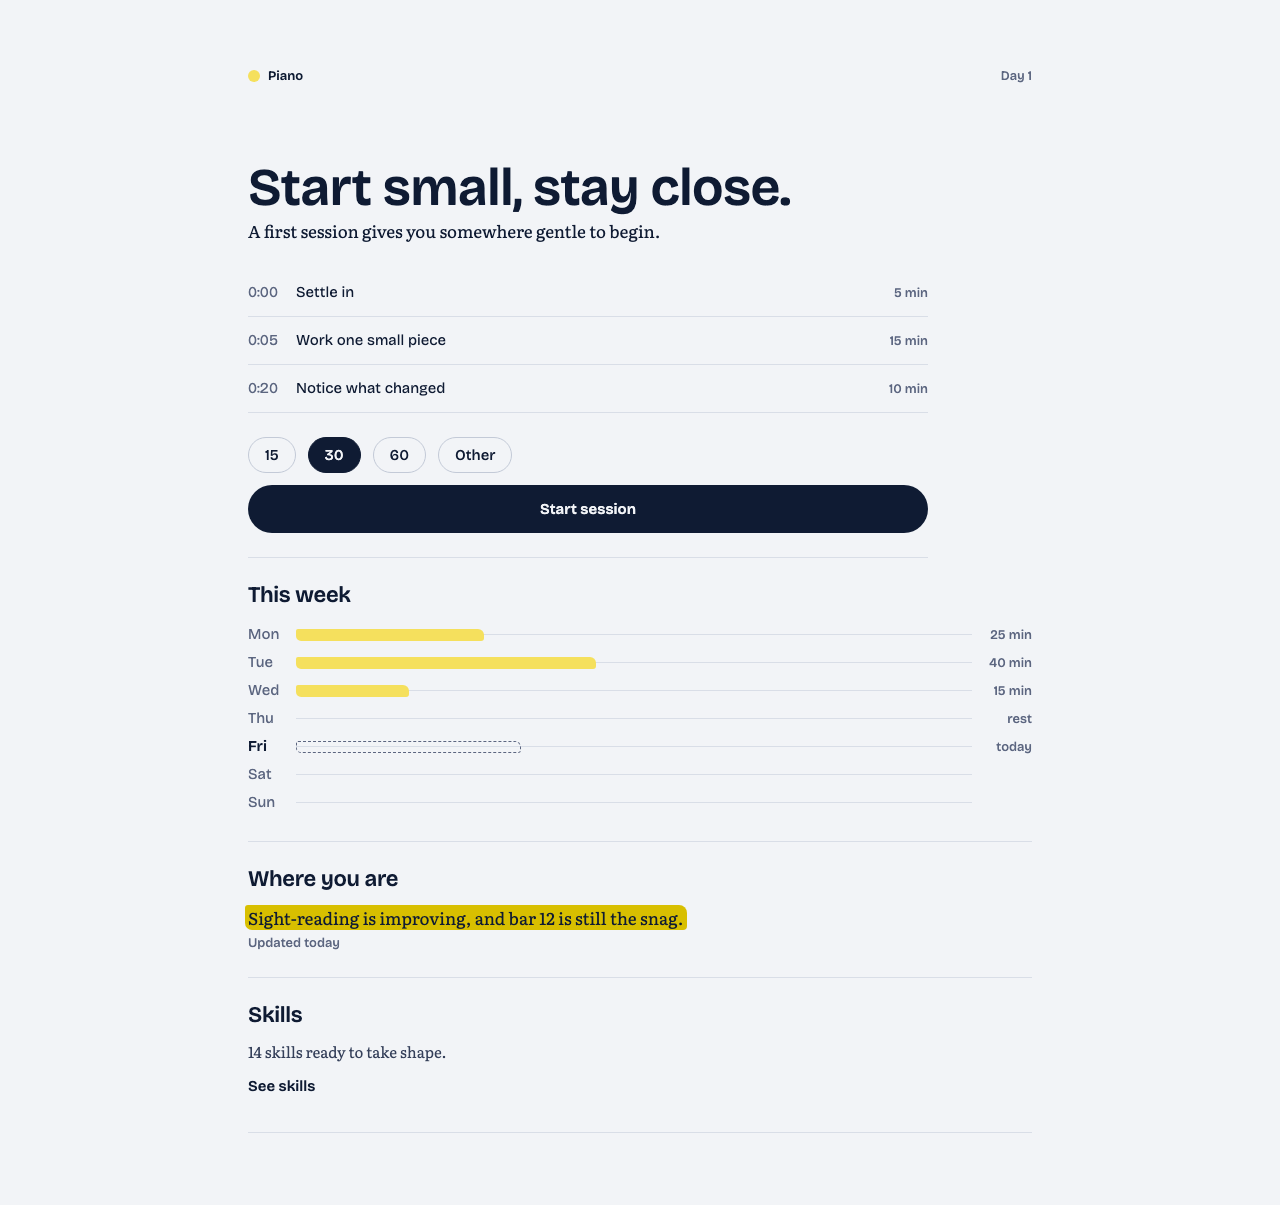 Piano
Day 1
Start small, stay close.
A first session gives you somewhere gentle to begin.
0:00 Settle in 5 min
0:05 Work one small piece 15 min
0:20 Notice what changed 10 min
15 30 60 Other
Start session
This week
Mon 25 min
Tue 40 min
Wed 15 min
Thu rest
Fri today
Sat
Sun
Where you are
Sight-reading is improving, and bar 12 is still the snag.
Updated today
Skills
14 skills ready to take shape.
See skills